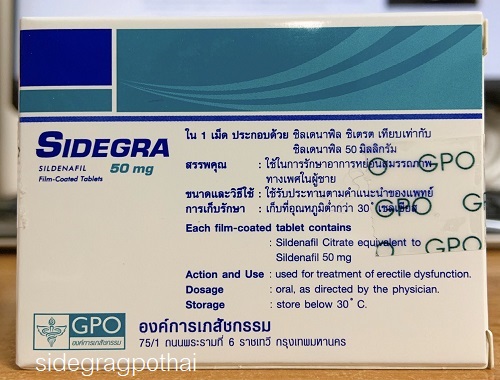 SIDEGRA
SILDENAFIL 50 mg
Film-Coated Tablets
ใน 1 เม็ด ประกอบด้วย ซิลเดนาฟิล ซิเตรต เทียบเท่ากับ
ซิลเดนาฟิล 50 มิลลิกรัม
สรรพคุณ : ใช้ในการรักษาอาการหย่อนสมรรถภาพ
ทางเพศในผู้ชาย
ขนาดและวิธีใช้ : ใช้รับประทานตามคำแนะนำของแพทย์
การเก็บรักษา : เก็บที่อุณหภูมิต่ำกว่า 30° เซลเซียส
Each film-coated tablet contains
: Sildenafil Citrate equivalent to
Sildenafil 50 mg
Action and Use : used for treatment of erectile dysfunction.
Dosage : oral, as directed by the physician.
Storage : store below 30° C.
GPO
GPO
GPO
GPO
องค์การเภสัชกรรม
องค์การเภสัชกรรม
75/1 ถนนพระรามที่ 6 ราชเทวี กรุงเทพมหานคร
sidegragpothai